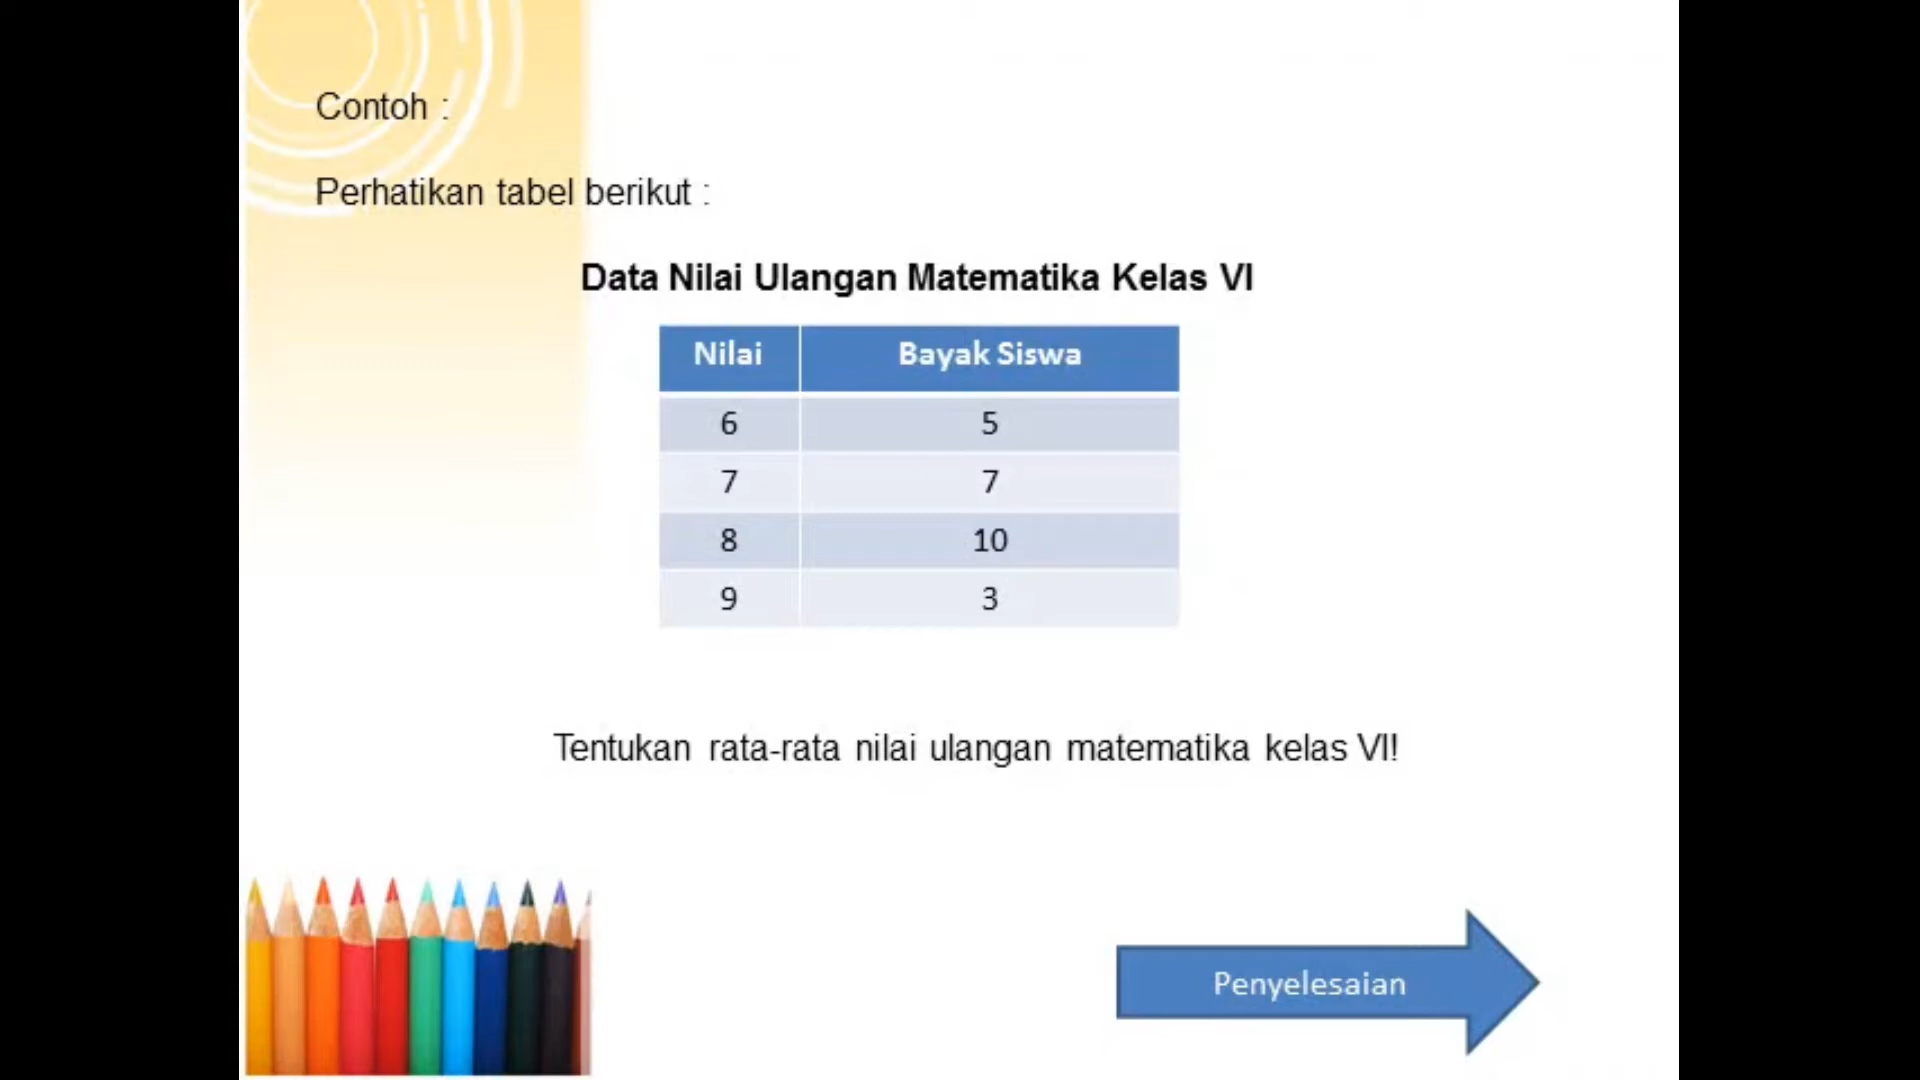 Contoh :
Perhatikan tabel berikut :
Data Nilai Ulangan Matematika Kelas VI
Nilai Bayak Siswa
6 5
7 7
8 10
9 3
Tentukan rata-rata nilai ulangan matematika kelas VI!
Penyelesaian